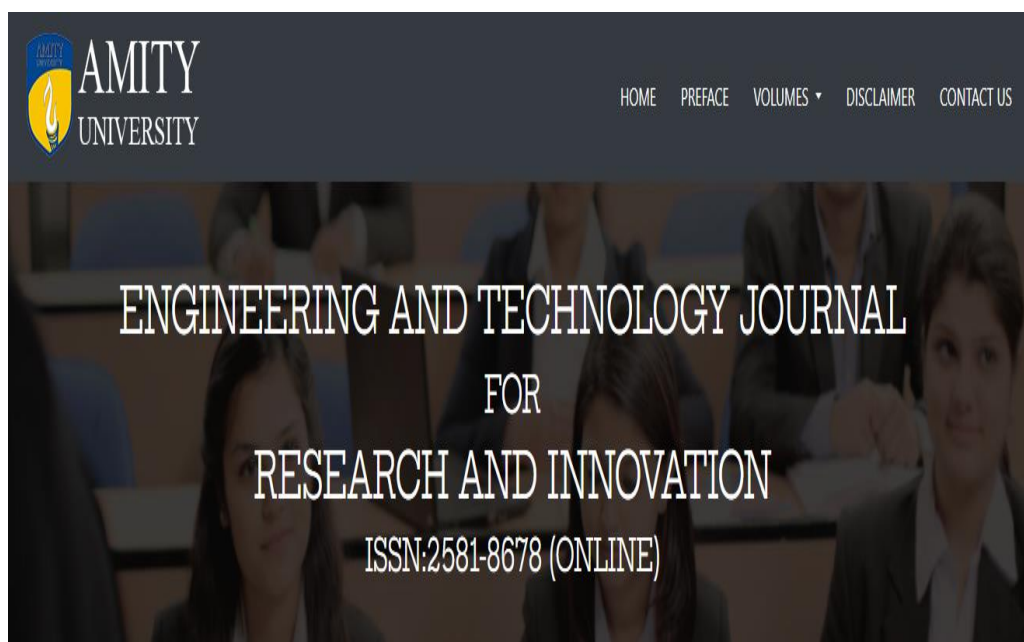 AMITY
UNIVERSITY
AMITY
UNIVERSITY
HOME PREFACE VOLUMES DISCLAIMER CONTACT US
ENGINEERING AND TECHNOLOGY JOURNAL
FOR
RESEARCH AND INNOVATION
ISSN:2581-8678 (ONLINE)